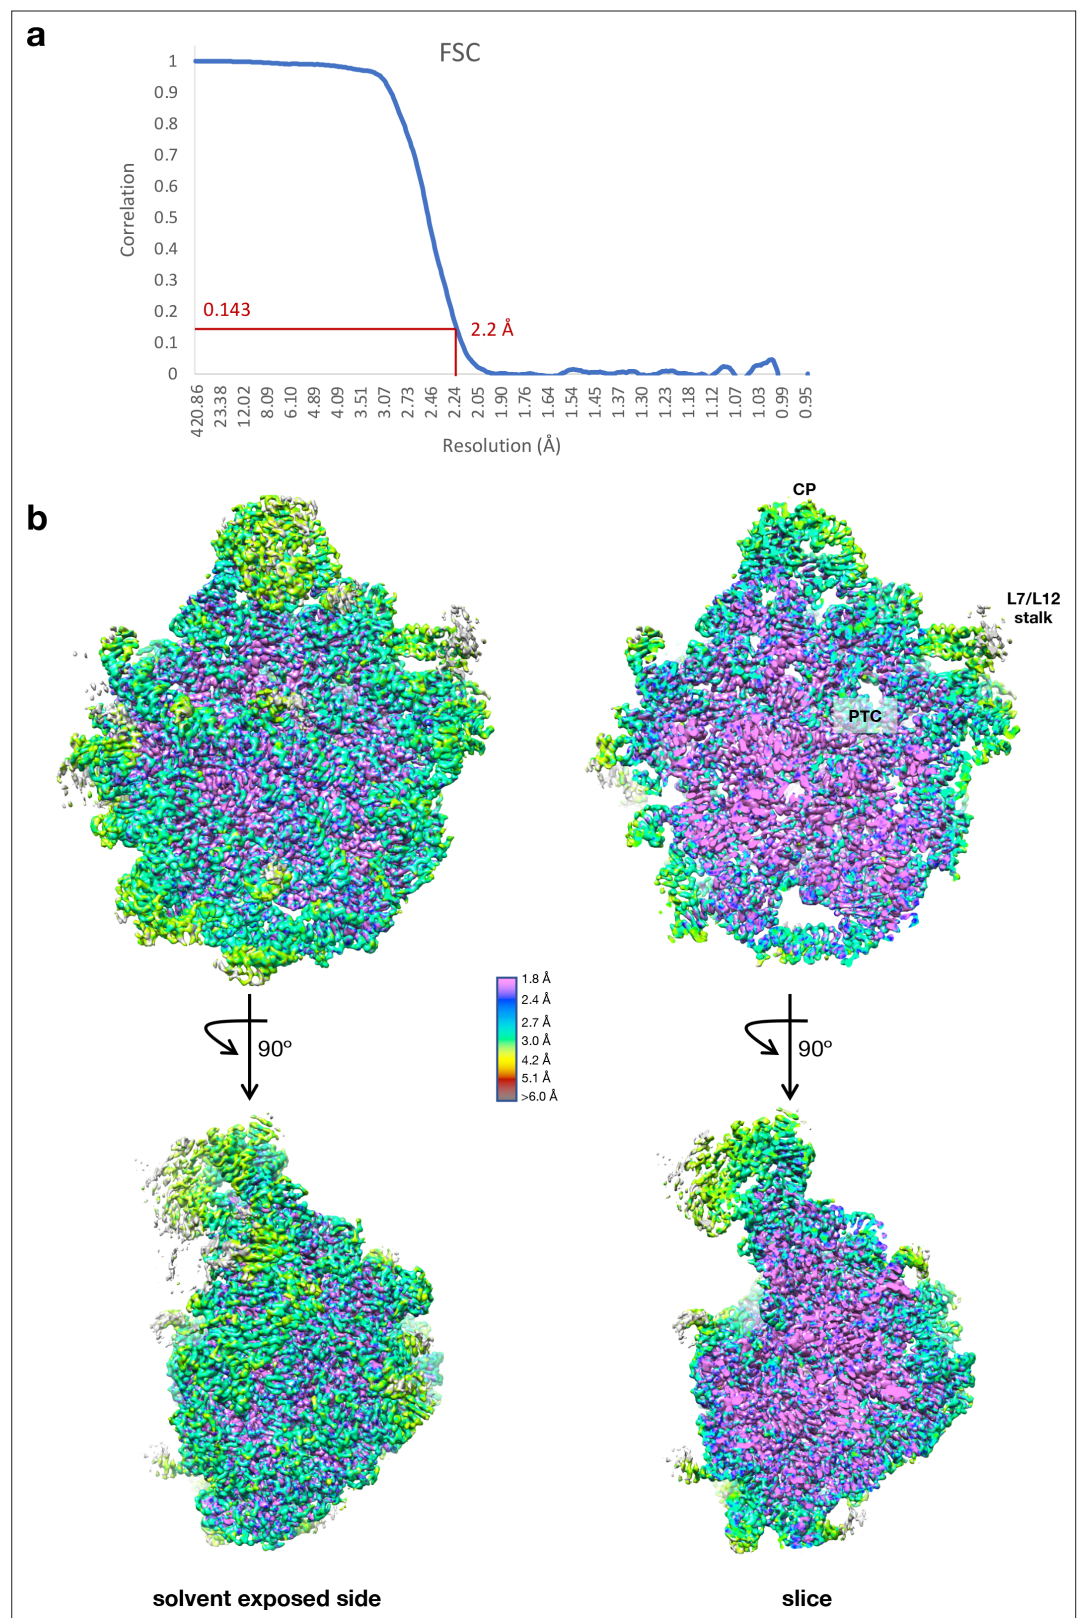 a
FSC
1
0.9
0.8
0.7
0.6
0.5
0.4
0.3
0.2
0.1
0
Correlation
0.143
2.2 Å
420.86
23.38
12.02
8.09
6.10
4.89
4.09
3.51
3.07
2.73
2.46
2.24
2.05
1.90
1.76
1.64
1.54
1.45
1.37
1.30
1.23
1.18
1.12
1.07
1.03
0.99
0.95
Resolution (Å)
b
CP
L7/L12
stalk
PTC
1.8 Å
2.4 Å
2.7 Å
3.0 Å
4.2 Å
5.1 Å
>6.0 Å
90º
90º
solvent exposed side
slice